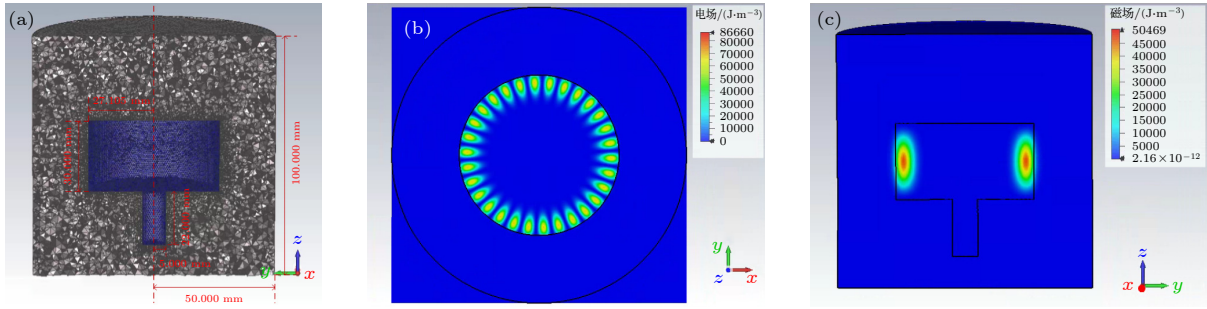 (a)
100.000 mm
50.000 mm
z
y
x
(b)
电场/(J·m⁻³)
86660
80000
70000
60000
50000
40000
30000
20000
10000
0
y
z
x
(c)
磁场/(J·m⁻³)
50469
45000
40000
35000
30000
25000
20000
15000
10000
5000
2.16×10⁻¹²
z
x
y